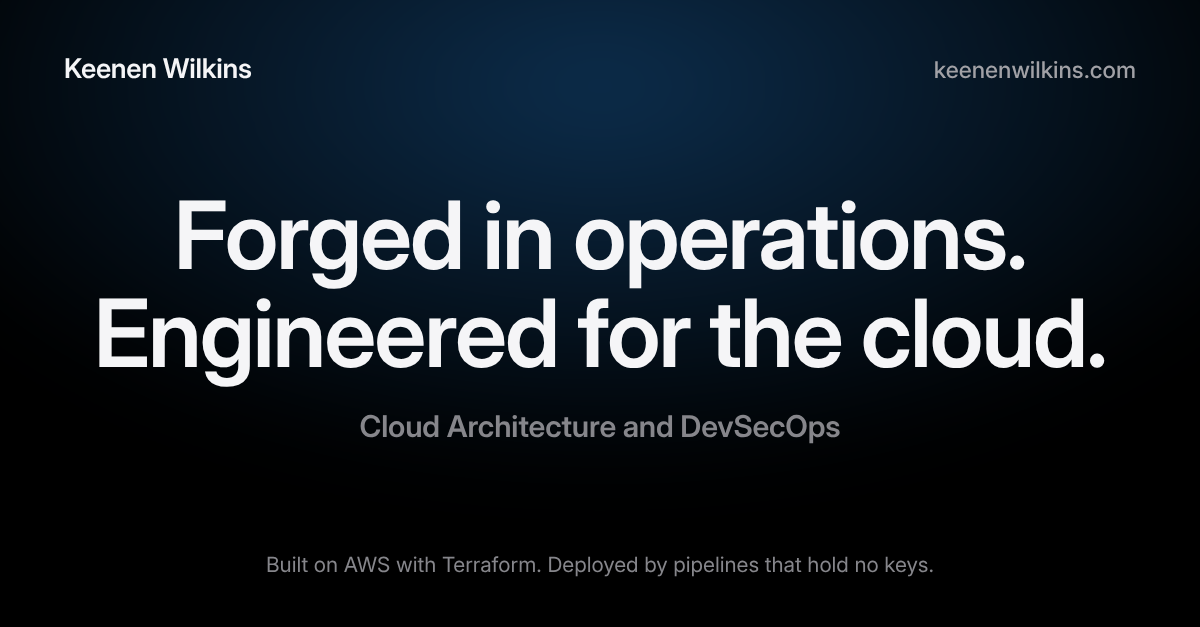 Keenen Wilkins
keenenwilkins.com
Forged in operations.
Engineered for the cloud.
Cloud Architecture and DevSecOps
Built on AWS with Terraform. Deployed by pipelines that hold no keys.